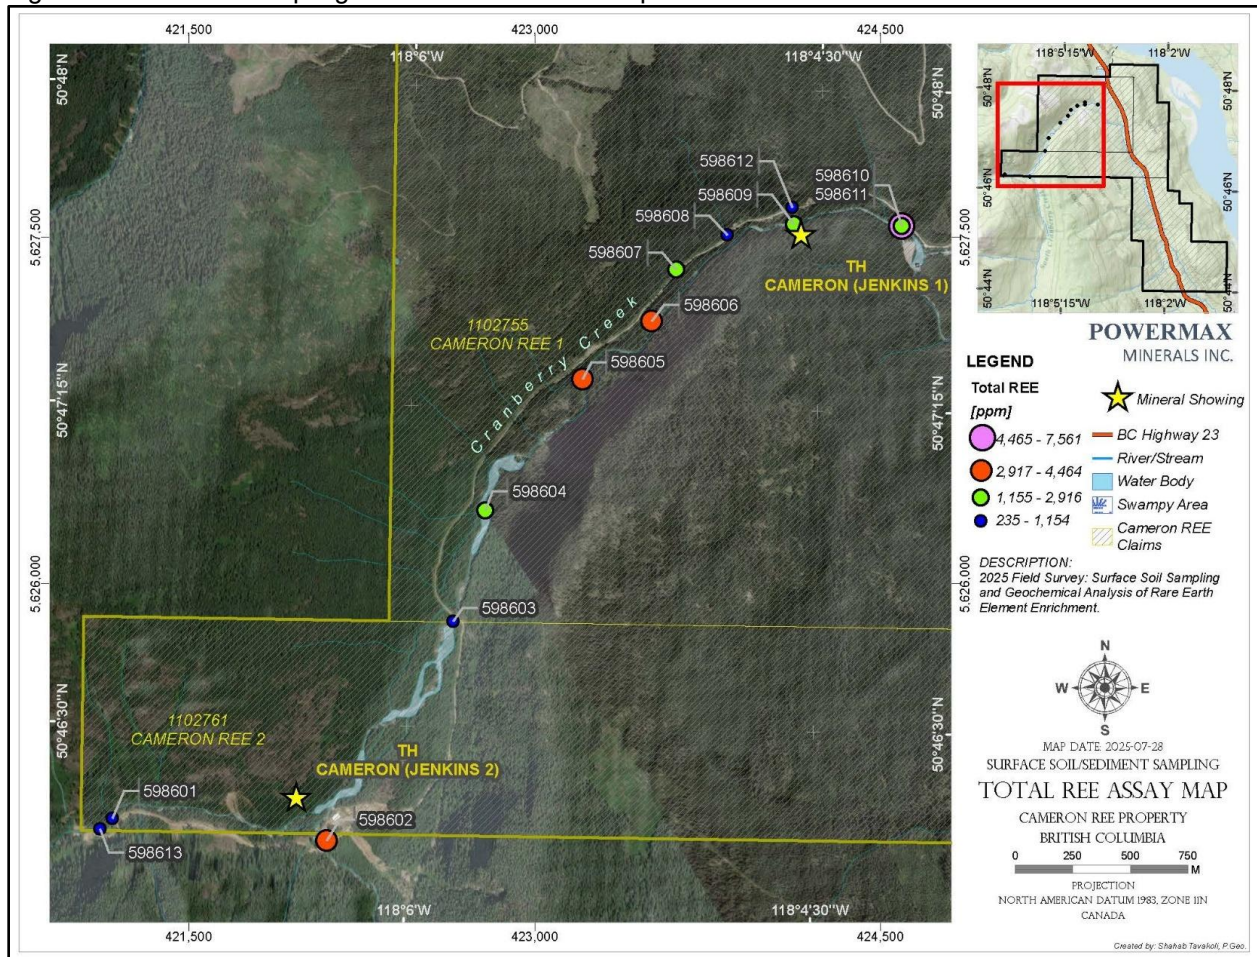 421,500
423,000
424,500
118°6'W
118°4'30"W
50°48'N
50°48'N
598612
598609
598610
598611
598608
5,627,500
5,627,500
598607
TH
CAMERON (JENKINS 1)
598606
1102755
CAMERON REE 1
Cranberry Creek
598605
50°47'15"N
50°47'15"N
598604
5,626,000
5,626,000
598603
50°46'30"N
50°46'30"N
1102761
CAMERON REE 2
TH
CAMERON (JENKINS 2)
598601
598602
598613
118°6'W
118°4'30"W
421,500
423,000
424,500
118°5'15"W
118°2'W
50°48'N
50°48'N
50°46'N
50°46'N
50°44'N
50°44'N
118°5'15"W
118°2'W
POWERMAX
MINERALS INC.
LEGEND
Total REE
[ppm]
4,465 - 7,561
2,917 - 4,464
1,155 - 2,916
235 - 1,154
Mineral Showing
BC Highway 23
River/Stream
Water Body
Swampy Area
Cameron REE
Claims
DESCRIPTION:
2025 Field Survey: Surface Soil Sampling
and Geochemical Analysis of Rare Earth
Element Enrichment.
N
W
E
S
MAP DATE: 2025-07-28
SURFACE SOIL/SEDIMENT SAMPLING
TOTAL REE ASSAY MAP
CAMERON REE PROPERTY
BRITISH COLUMBIA
0 250 500 750
M
PROJECTION
NORTH AMERICAN DATUM 1983, ZONE 11N
CANADA
Created by: Shahab Tavakoli, P.Geo.